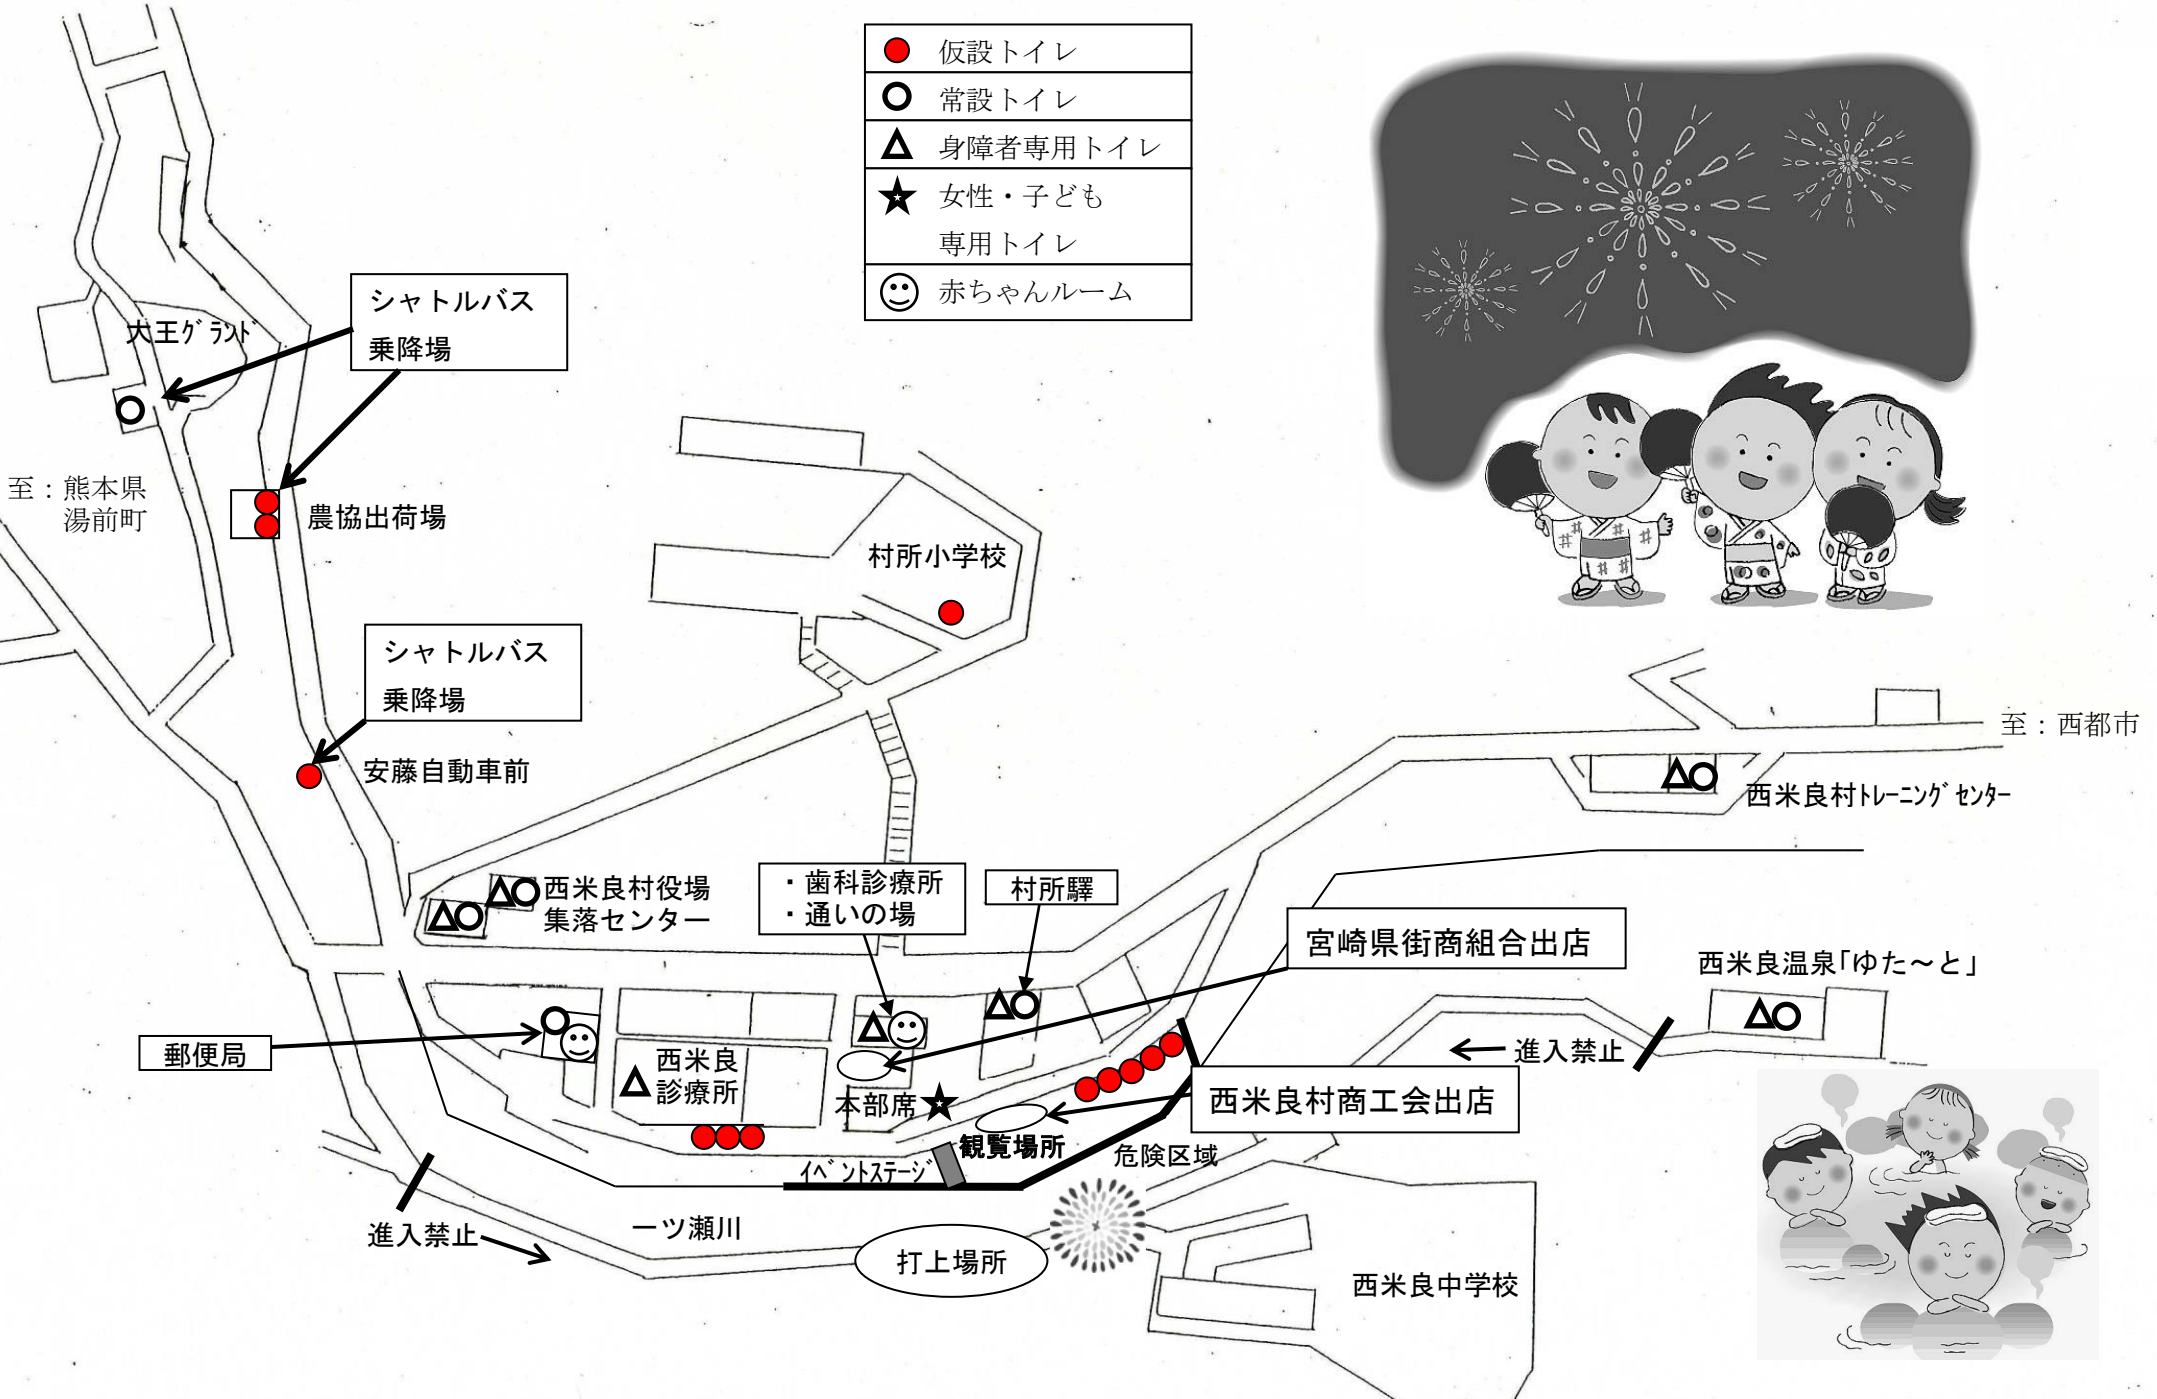 仮設トイレ
常設トイレ
身障者専用トイレ
女性・子ども
専用トイレ
赤ちゃんルーム
シャトルバス
乗降場
大王グランド
至：熊本県
湯前町
農協出荷場
村所小学校
シャトルバス
乗降場
安藤自動車前
至：西都市
西米良村トレーニングセンター
西米良村役場
集落センター
・歯科診療所
・通いの場
村所驛
宮崎県街商組合出店
西米良温泉「ゆた～と」
郵便局
進入禁止
西米良
診療所
本部席
西米良村商工会出店
観覧場所
危険区域
イベントステージ
進入禁止
一ツ瀬川
打上場所
西米良中学校